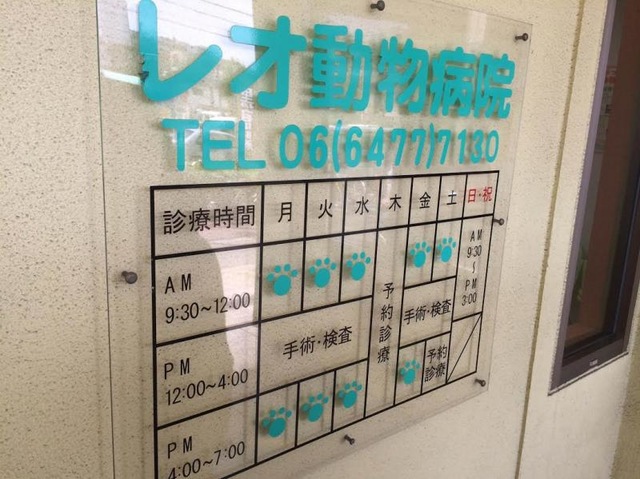 レオ動物病院
TEL 06(6477)7130
診療時間 月 火 水 木 金 土 日・祝
AM
9:30~12:00
AM
9:30
~
PM
3:00
予約診療
PM
12:00~4:00
手術・検査
手術・検査
PM
4:00~7:00
予約
診療